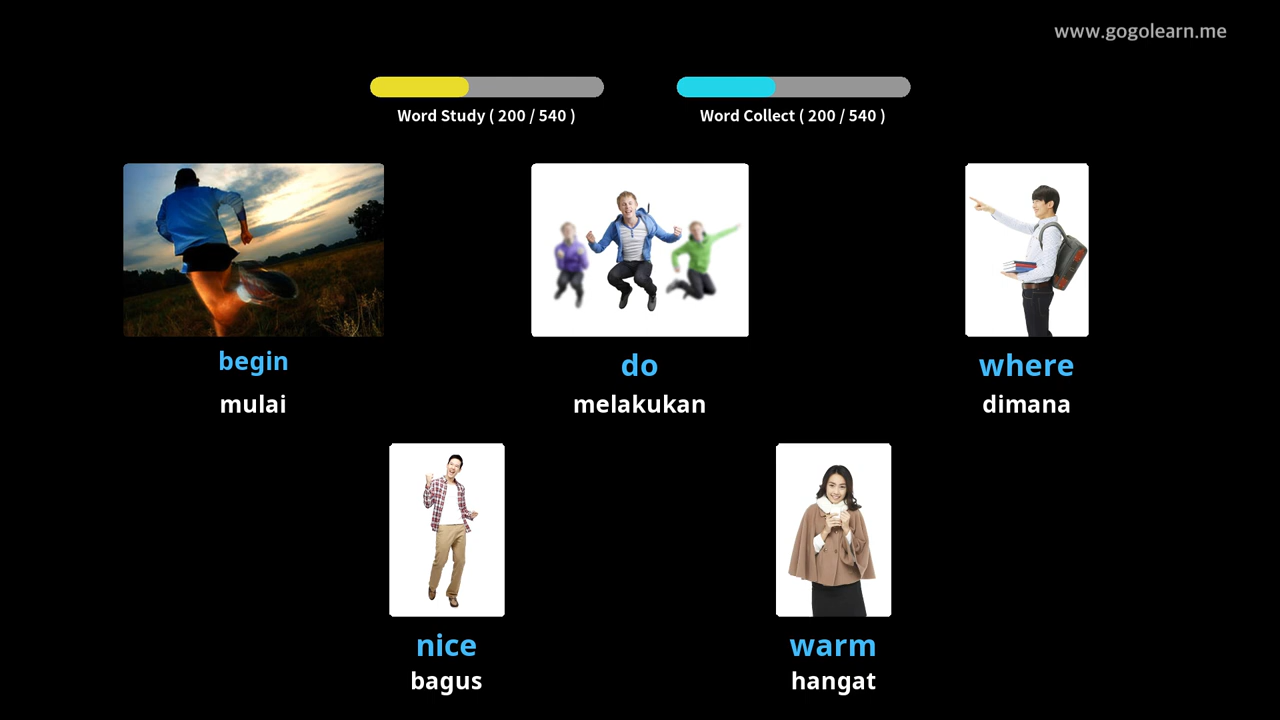 www.gogolearn.me
Word Study ( 200 / 540 )
Word Collect ( 200 / 540 )
begin
mulai
do
melakukan
where
dimana
nice
bagus
warm
hangat